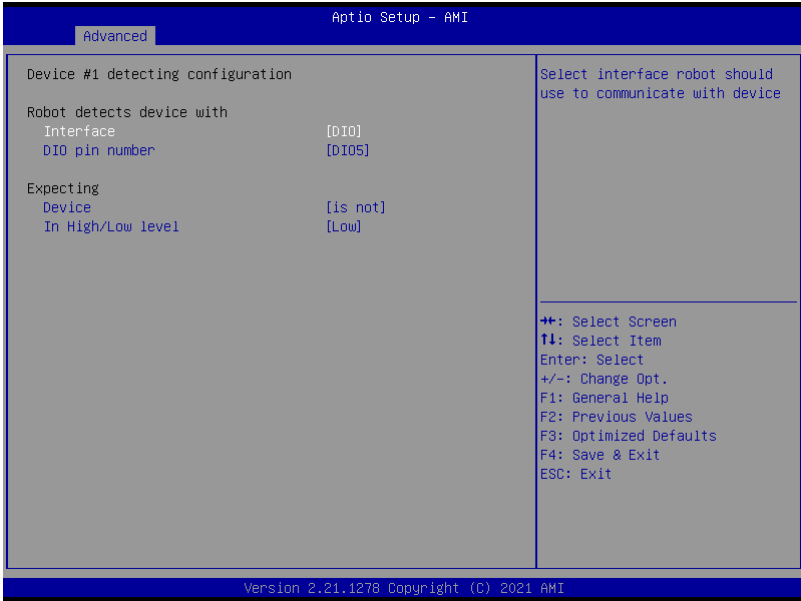 Aptio Setup – AMI
Advanced
Device #1 detecting configuration
Robot detects device with
Interface [DIO]
DIO pin number [DIO5]
Expecting
Device [is not]
In High/Low level [Low]
Select interface robot should
use to communicate with device
→←: Select Screen
↑↓: Select Item
Enter: Select
+/-: Change Opt.
F1: General Help
F2: Previous Values
F3: Optimized Defaults
F4: Save & Exit
ESC: Exit
Version 2.21.1278 Copyright (C) 2021 AMI